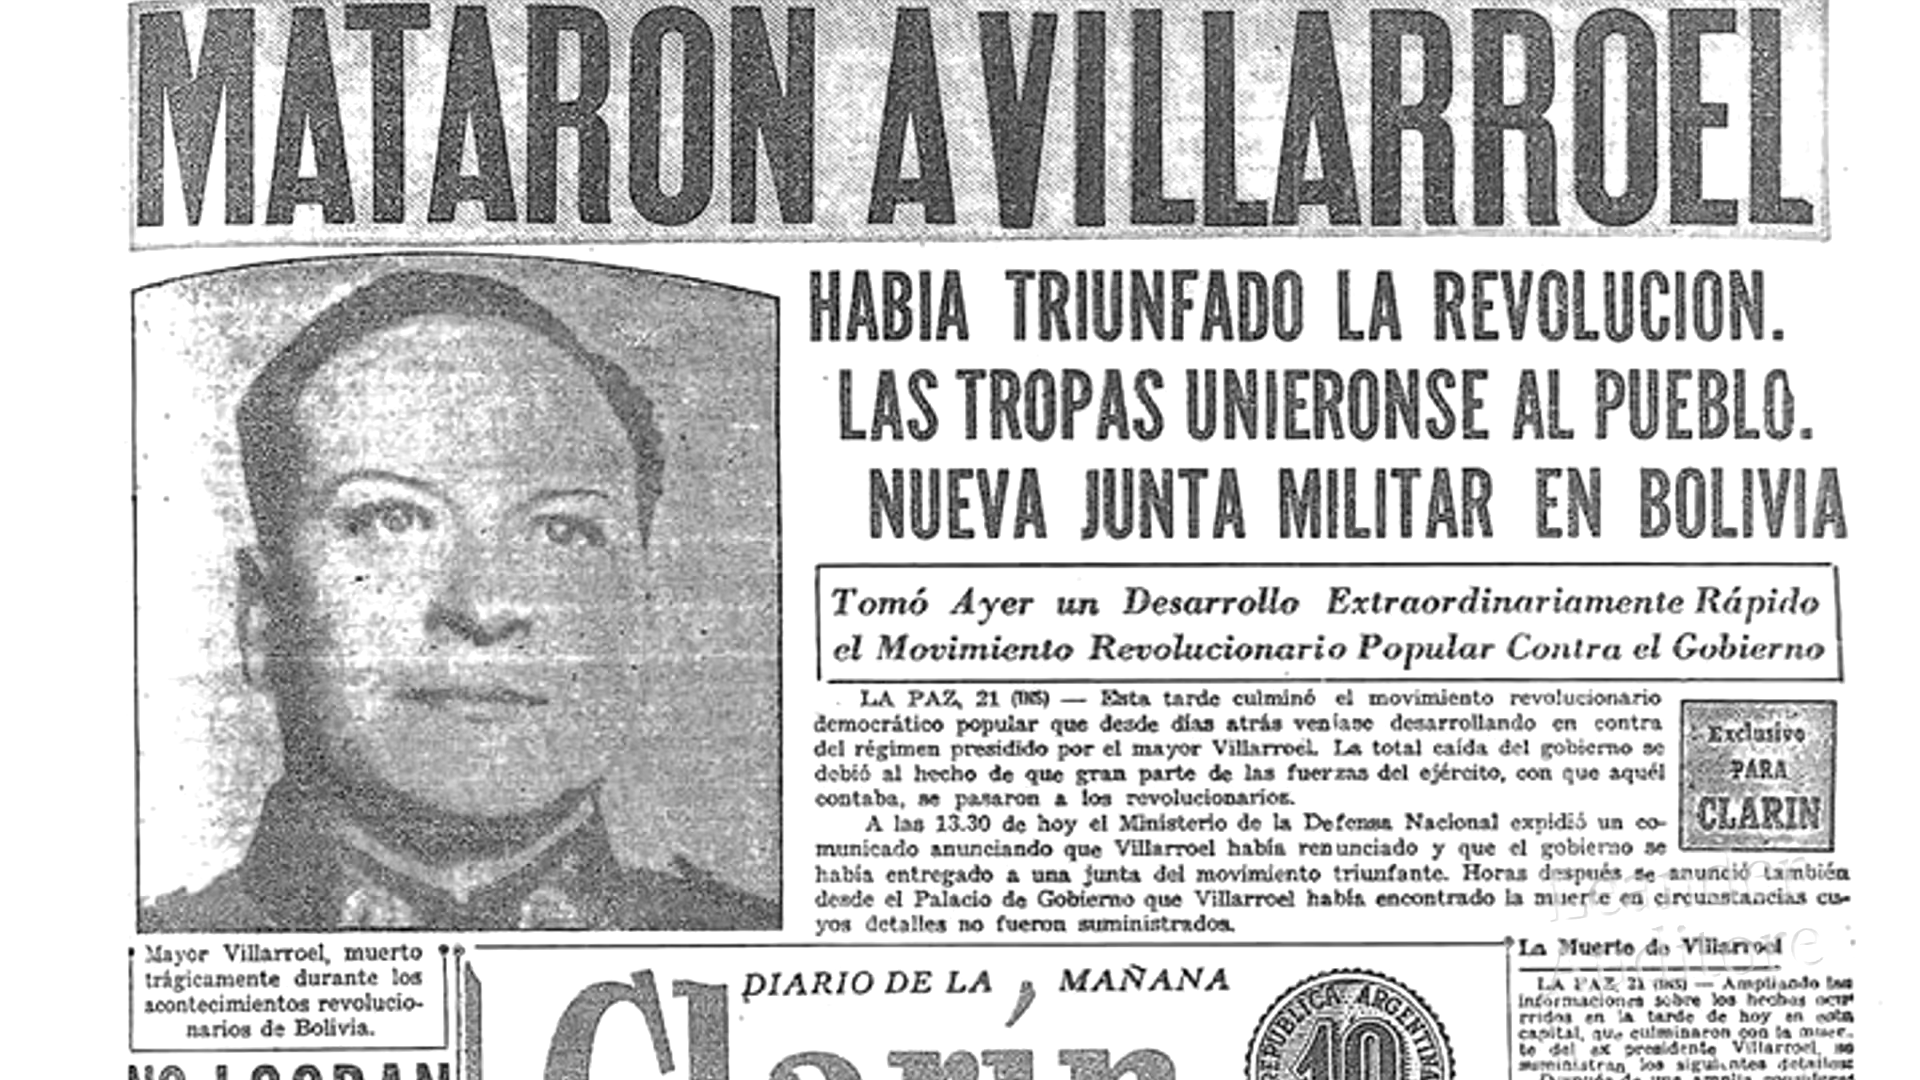 MATARON A VILLARROEL
HABIA TRIUNFADO LA REVOLUCION.
LAS TROPAS UNIERONSE AL PUEBLO.
NUEVA JUNTA MILITAR EN BOLIVIA
Tomó Ayer un Desarrollo Extraordinariamente Rápido
el Movimiento Revolucionario Popular Contra el Gobierno
LA PAZ, 21 (INS) — Esta tarde culminó el movimiento revolucionario
democrático popular que desde días atrás veníase desarrollando en contra
del régimen presidido por el mayor Villarroel. La total caída del gobierno se
debió al hecho de que gran parte de las fuerzas del ejército, con que aquél
contaba, se pasaron a los revolucionarios.
A las 13.30 de hoy el Ministerio de la Defensa Nacional expidió un co-
municado anunciando que Villarroel había renunciado y que el gobierno se
había entregado a una junta del movimiento triunfante. Horas después se anunció también
desde el Palacio de Gobierno que Villarroel había encontrado la muerte en circunstancias cu-
yos detalles no fueron suministrados.
Exclusivo
PARA
CLARIN
Mayor Villarroel, muerto
trágicamente durante los
acontecimientos revolucio-
narios de Bolivia.
DIARIO DE LA MAÑANA
Clarín
REPUBLICA ARGENTINA
10
La Muerte de Villarroel
LA PAZ, 21 (INS) — Ampliando las
informaciones sobre los hechos ocu-
rridos en la tarde de hoy en esta
capital, que culminaron con la muer-
te del ex presidente Villarroel, se
suministran los siguientes detalles:
Leander
Auditore